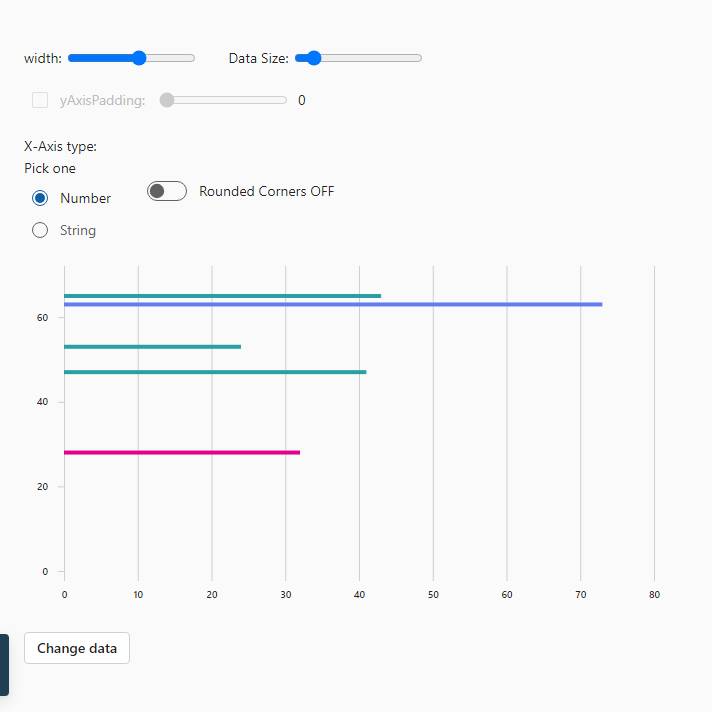 width: Data Size:
yAxisPadding: 0
X-Axis type:
Pick one
Number
Rounded Corners OFF
String
60
40
20
0
0 10 20 30 40 50 60 70 80
Change data